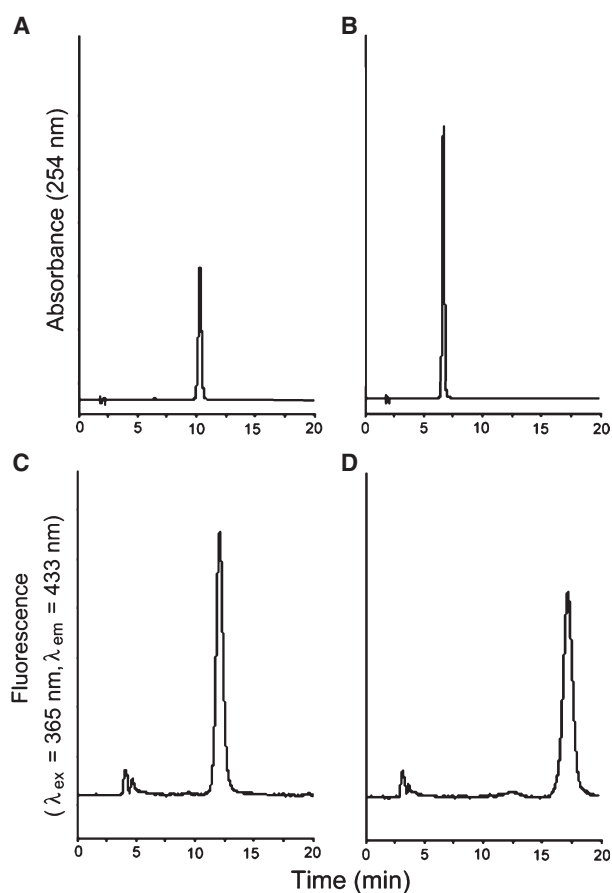 A
B
Absorbance (254 nm)
0 5 10 15 20
0 5 10 15 20
C
D
Fluorescence
( λex = 365 nm, λem = 433 nm)
0 5 10 15 20
0 5 10 15 20
Time (min)